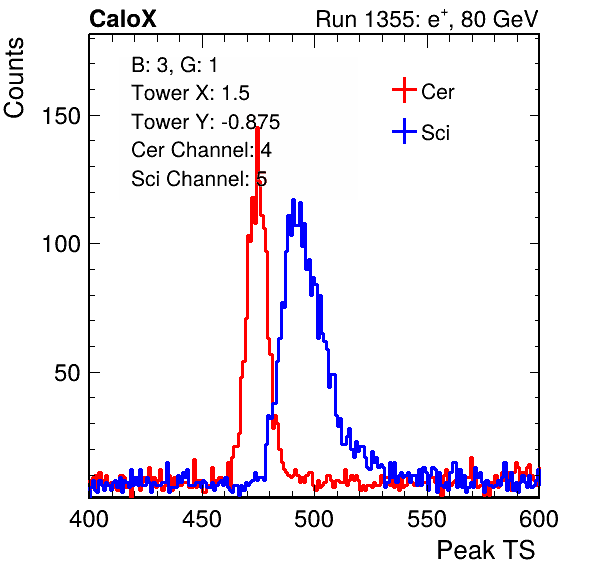 CaloX Run 1355: e+, 80 GeV
Counts
B: 3, G: 1
Tower X: 1.5
Tower Y: -0.875
Cer Channel: 4
Sci Channel: 5
Cer
Sci
150
100
50
400 450 500 550 600
Peak TS